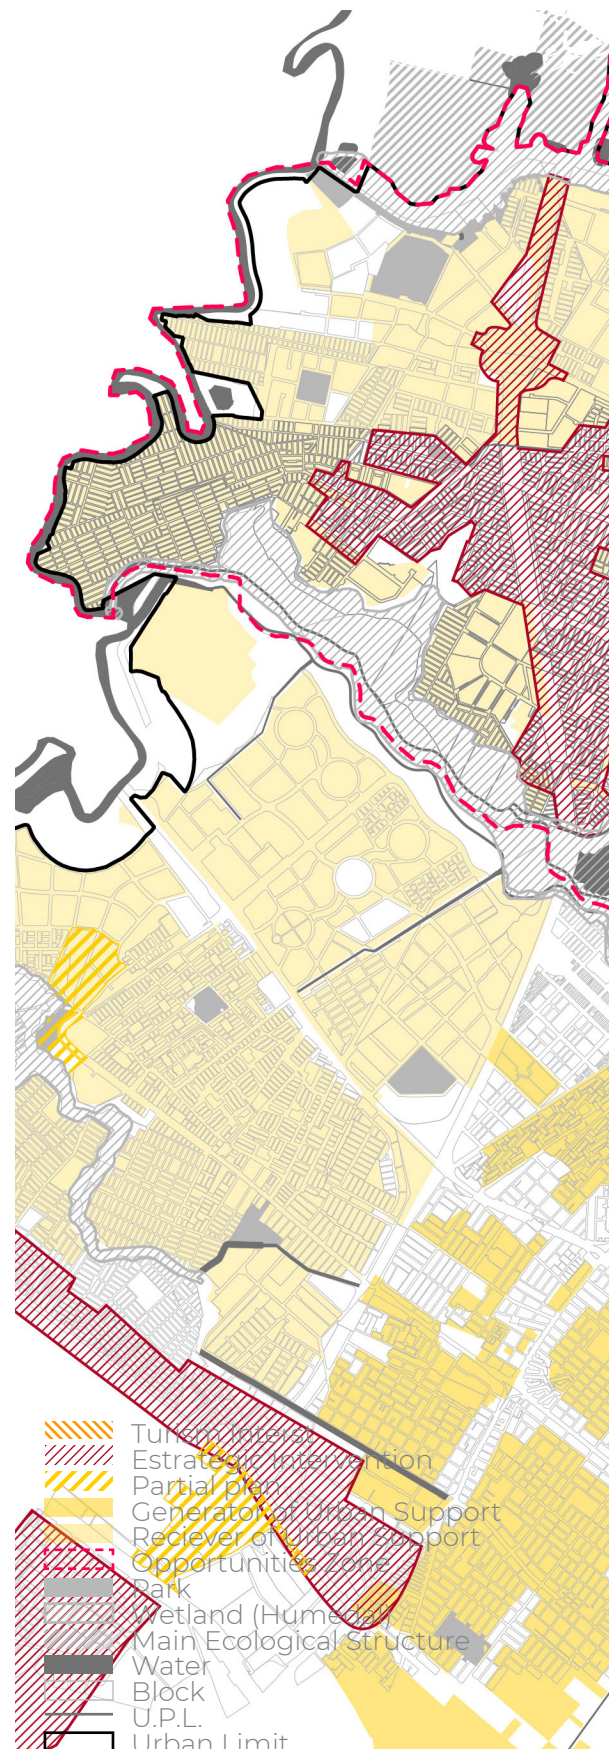 Turism Interst
Estrategic Intervention
Partial plan
Generator of Urban Support
Reciever of Urban Support
Opportunities Zone
Park
Wetland (Humedal)
Main Ecological Structure
Water
Block
U.P.L.
Urban Limit